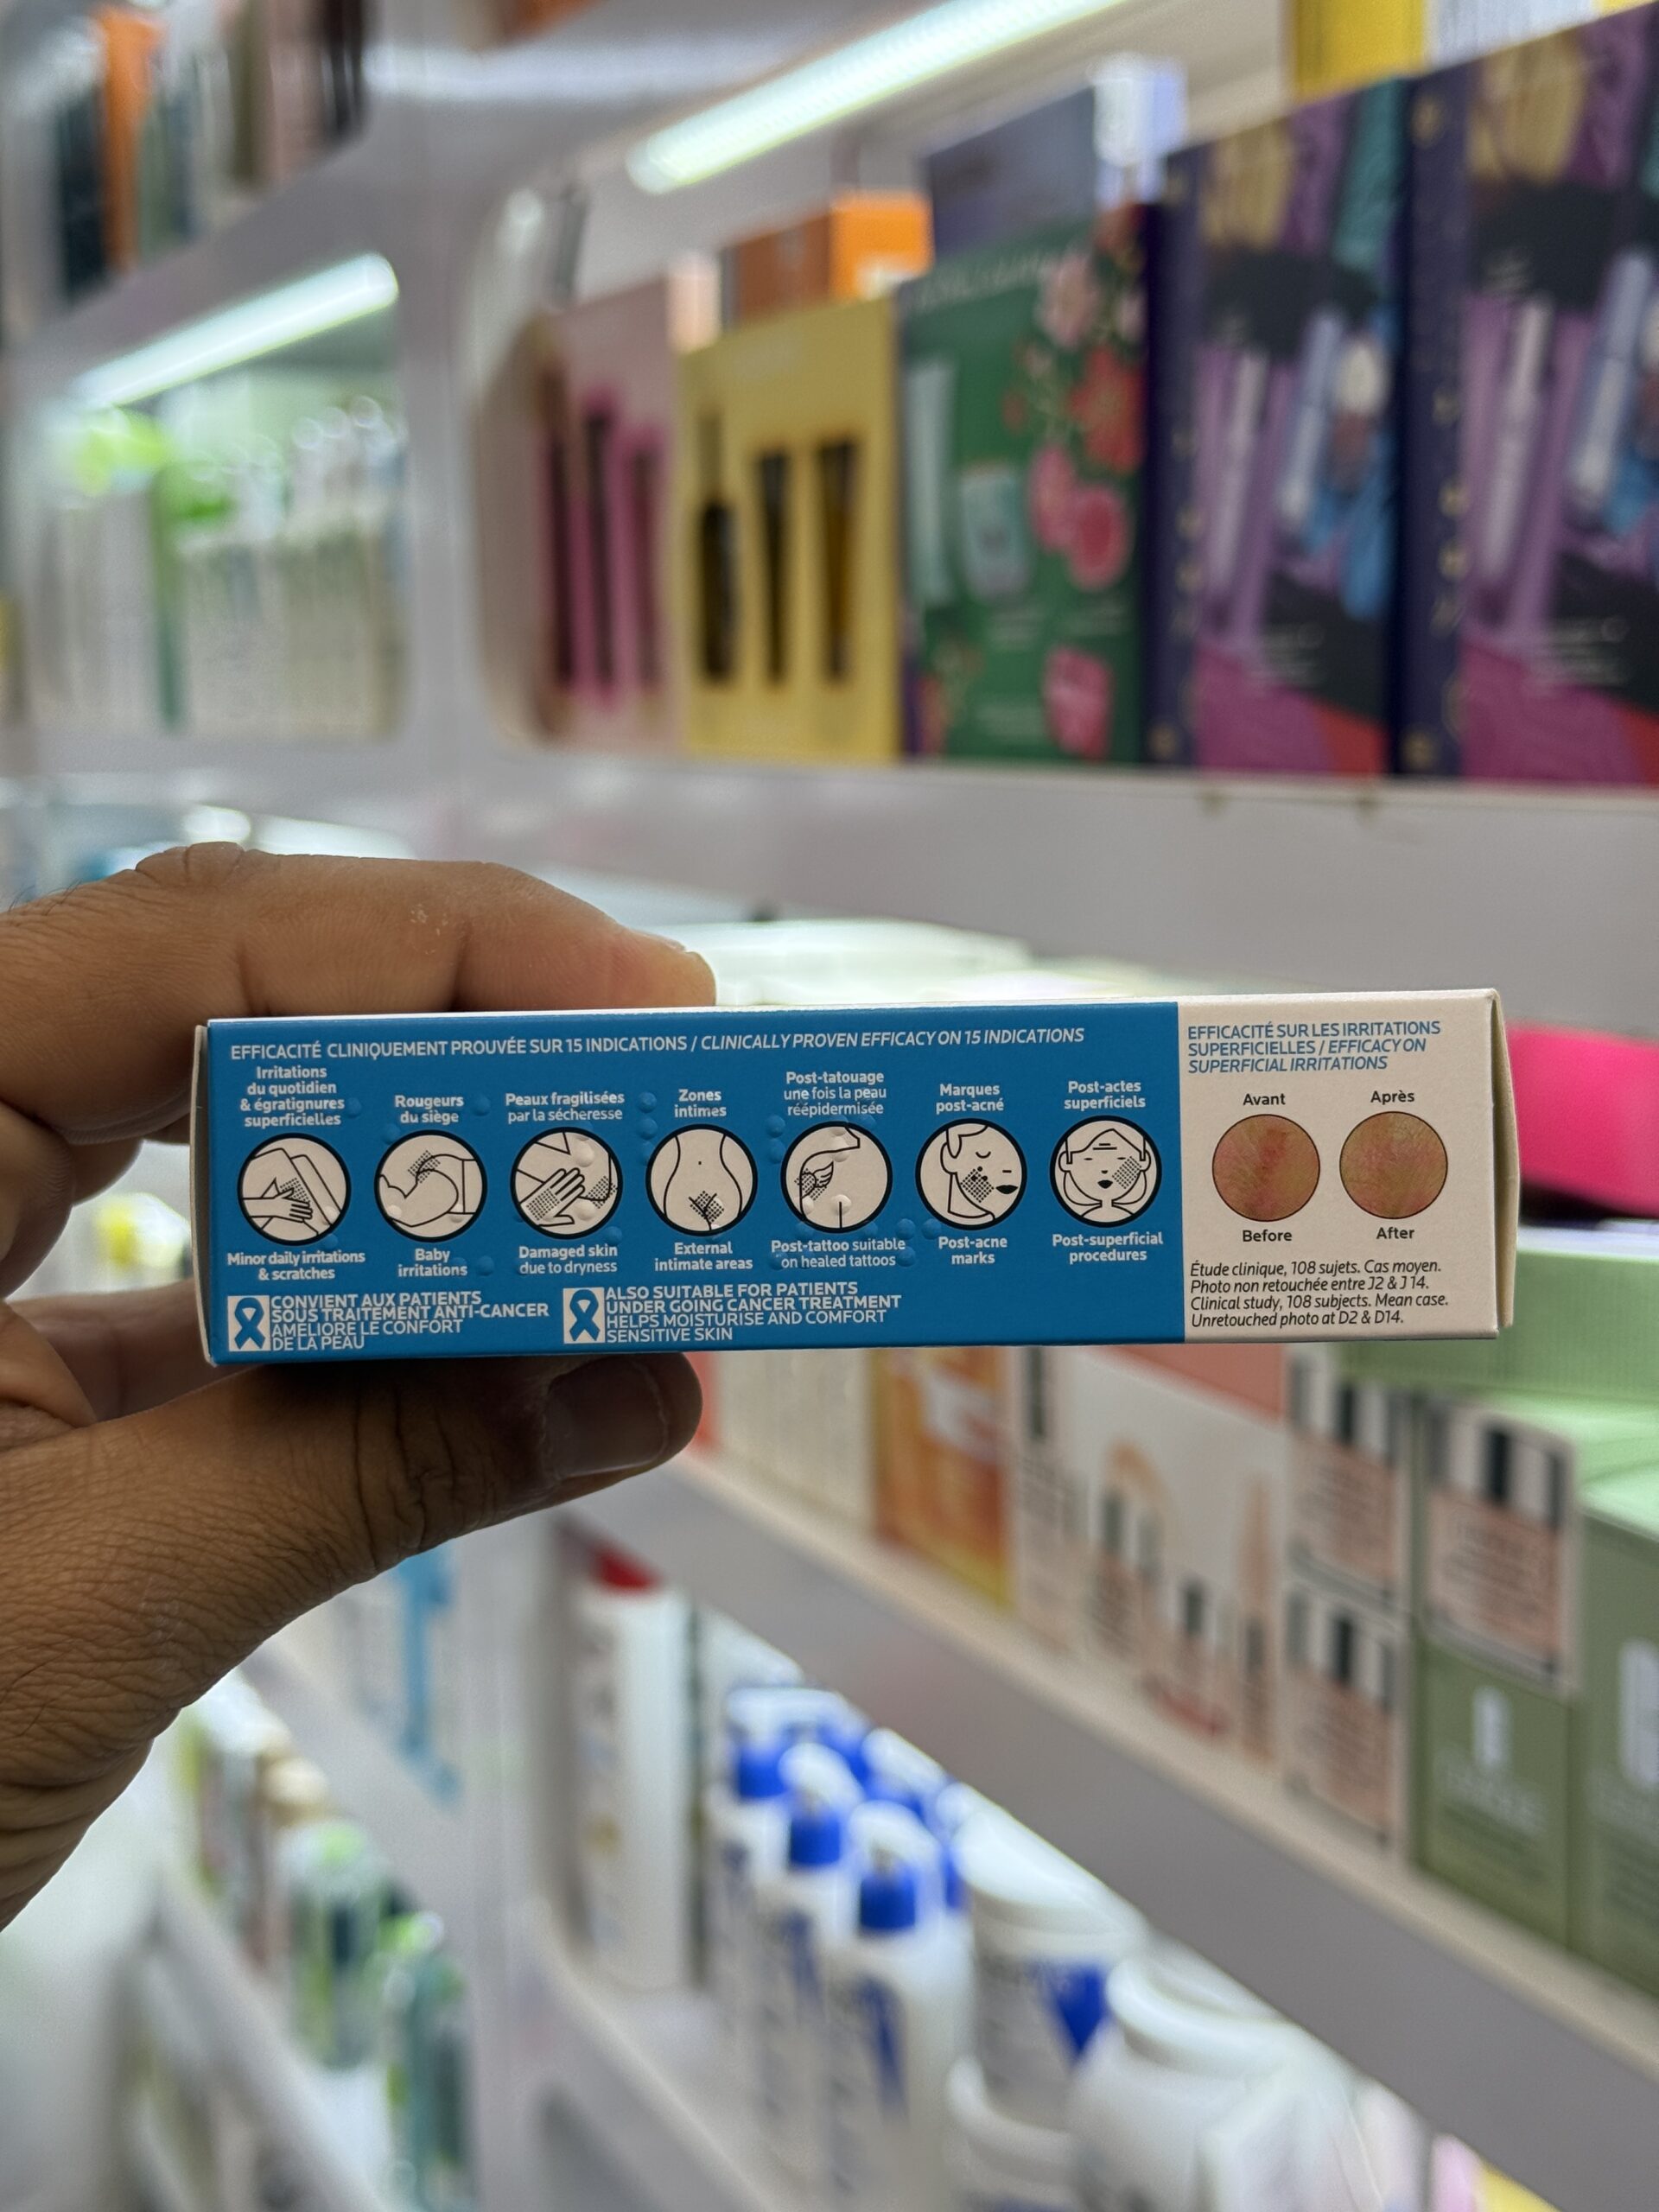 EFFICACITÉ CLINIQUEMENT PROUVÉE SUR 15 INDICATIONS / CLINICALLY PROVEN EFFICACY ON 15 INDICATIONS
Irritations
du quotidien
& égratignures
superficielles
Minor daily irritations
& scratches
Rougeurs
du siège
Baby
irritations
Peaux fragilisées
par la sécheresse
Damaged skin
due to dryness
Zones
intimes
External
intimate areas
Post-tatouage
une fois la peau
réépidermisée
Post-tattoo suitable
on healed tattoos
Marques
post-acné
Post-acne
marks
Post-actes
superficiels
Post-superficial
procedures
CONVIENT AUX PATIENTS
SOUS TRAITEMENT ANTI-CANCER
AMELIORE LE CONFORT
DE LA PEAU
ALSO SUITABLE FOR PATIENTS
UNDER GOING CANCER TREATMENT
HELPS MOISTURISE AND COMFORT
SENSITIVE SKIN
EFFICACITÉ SUR LES IRRITATIONS
SUPERFICIELLES / EFFICACY ON
SUPERFICIAL IRRITATIONS
Avant
Before
Après
After
Étude clinique, 108 sujets. Cas moyen.
Photo non retouchée entre J2 & J14.
Clinical study, 108 subjects. Mean case.
Unretouched photo at D2 & D14.